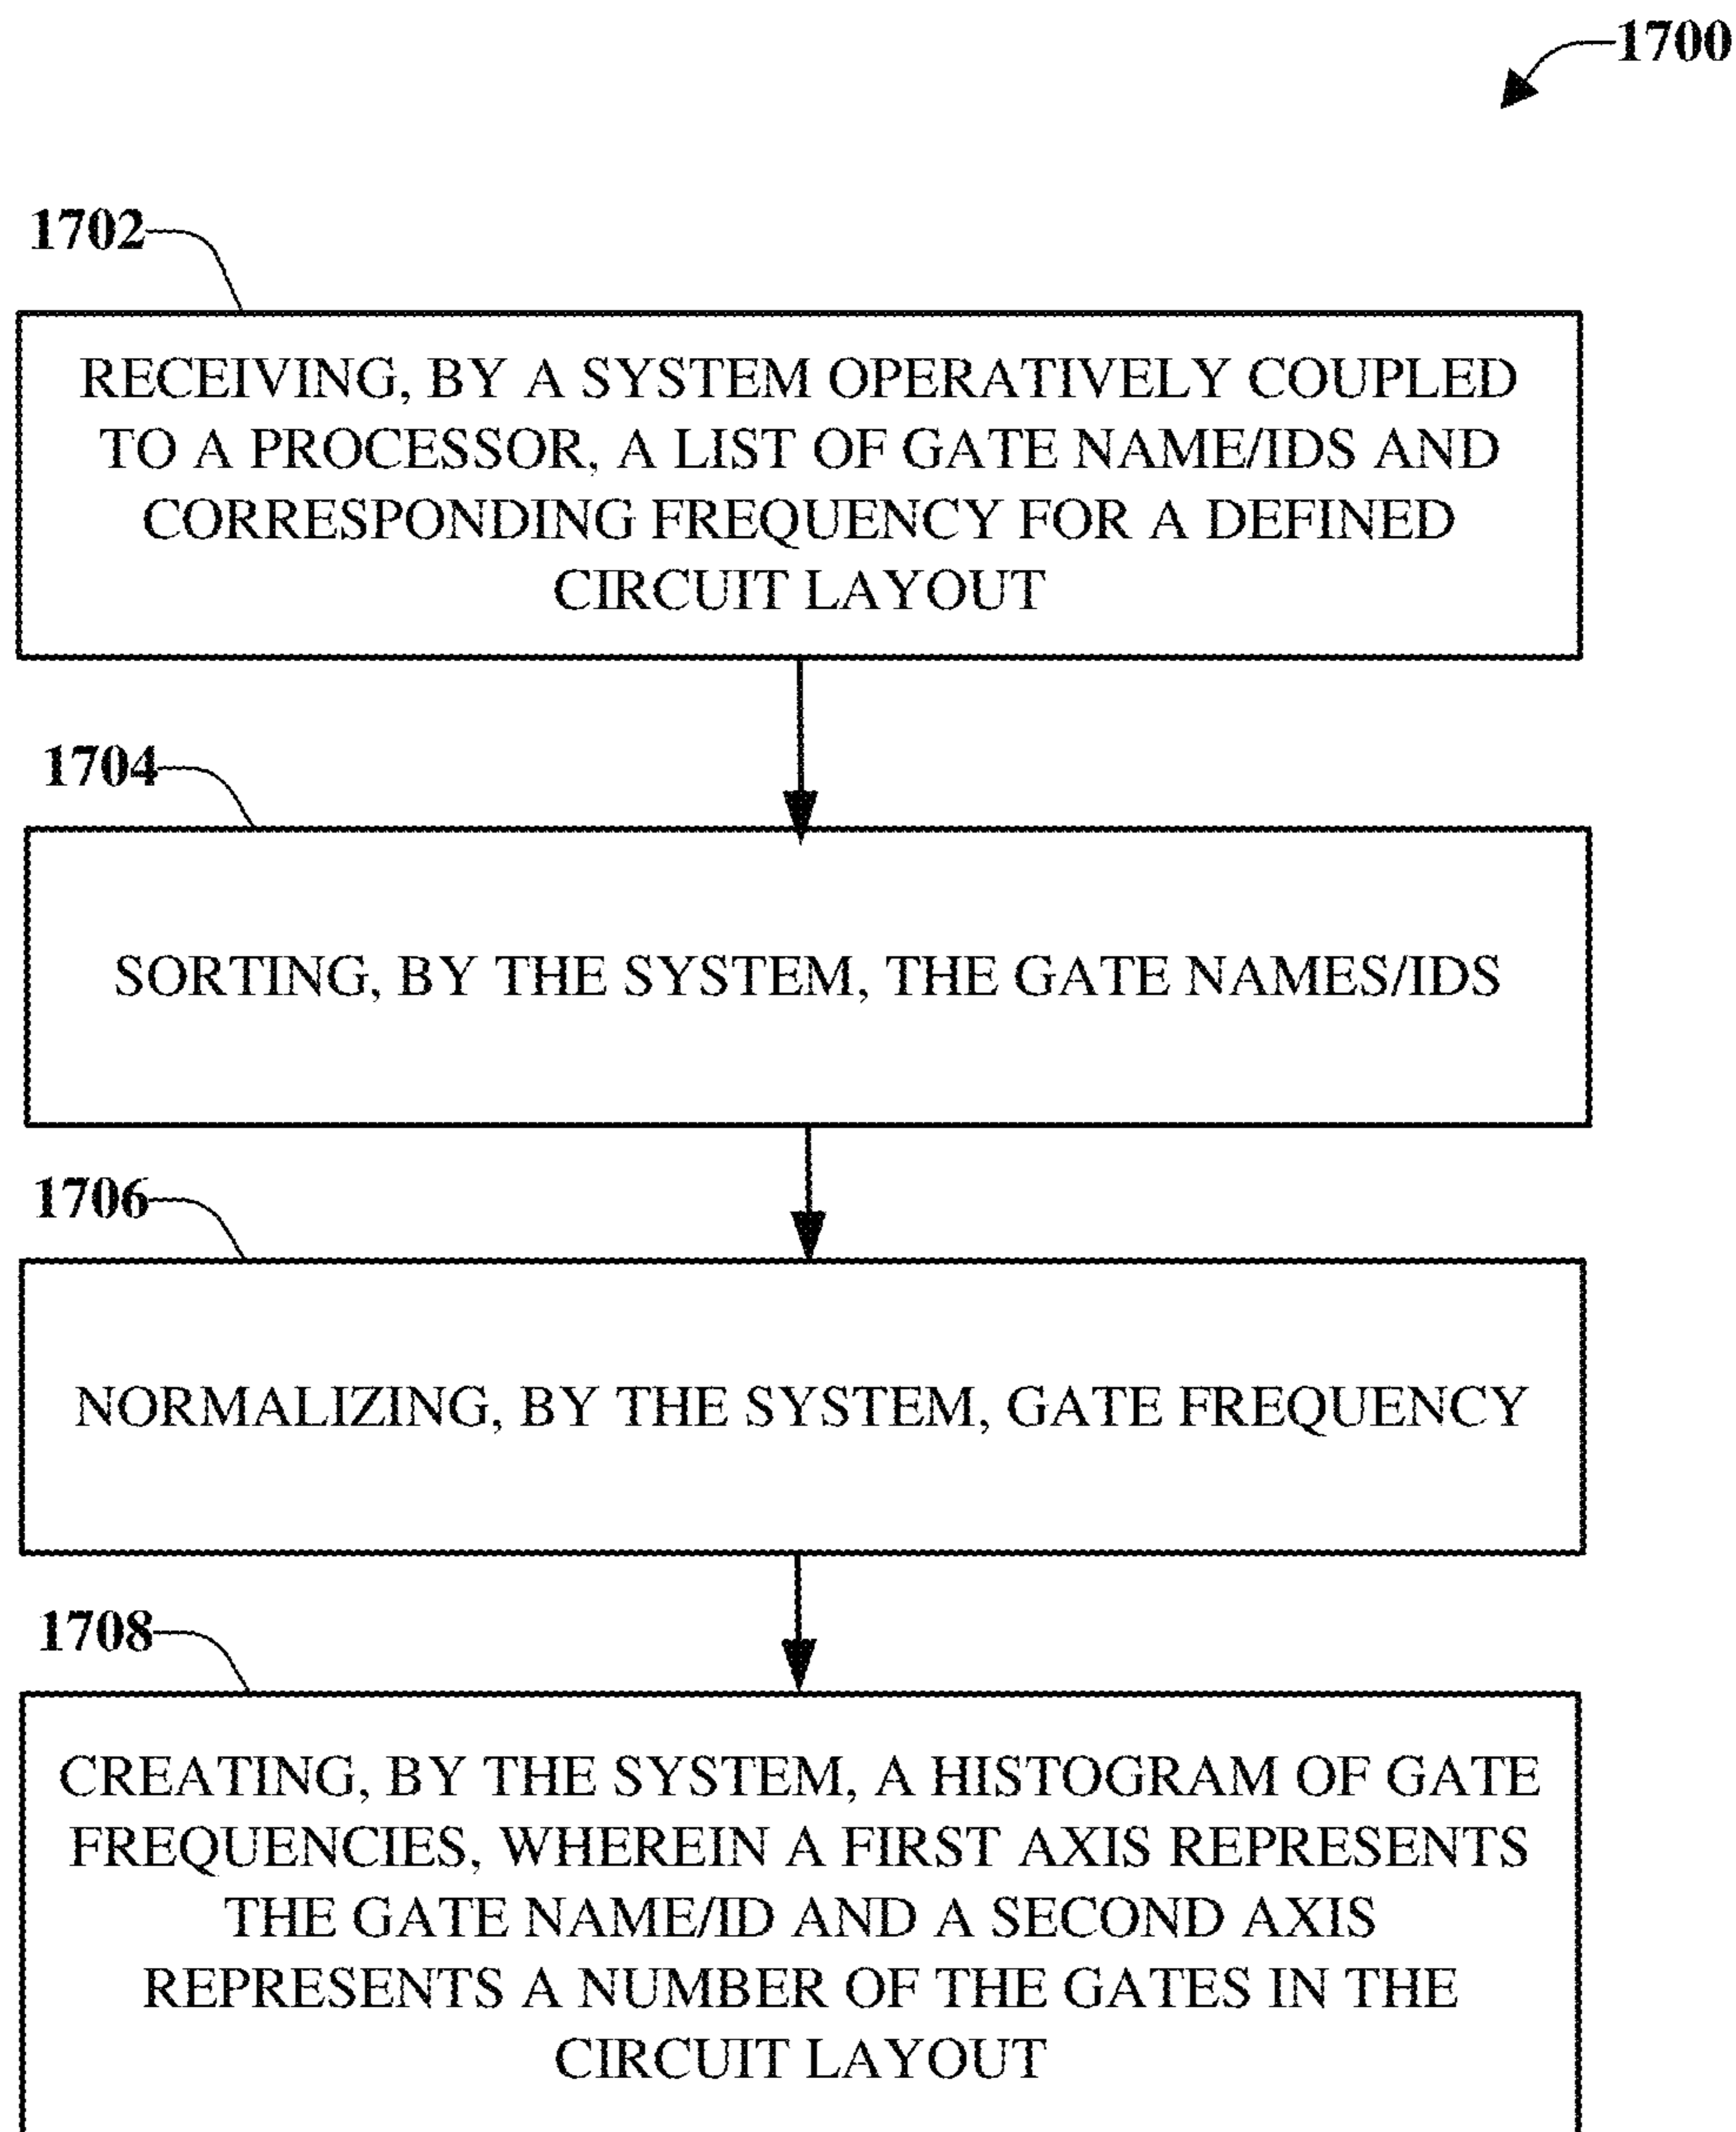 1700
1702
RECEIVING, BY A SYSTEM OPERATIVELY COUPLED
TO A PROCESSOR, A LIST OF GATE NAME/IDS AND
CORRESPONDING FREQUENCY FOR A DEFINED
CIRCUIT LAYOUT
1704
SORTING, BY THE SYSTEM, THE GATE NAMES/IDS
1706
NORMALIZING, BY THE SYSTEM, GATE FREQUENCY
1708
CREATING, BY THE SYSTEM, A HISTOGRAM OF GATE
FREQUENCIES, WHEREIN A FIRST AXIS REPRESENTS
THE GATE NAME/ID AND A SECOND AXIS
REPRESENTS A NUMBER OF THE GATES IN THE
CIRCUIT LAYOUT